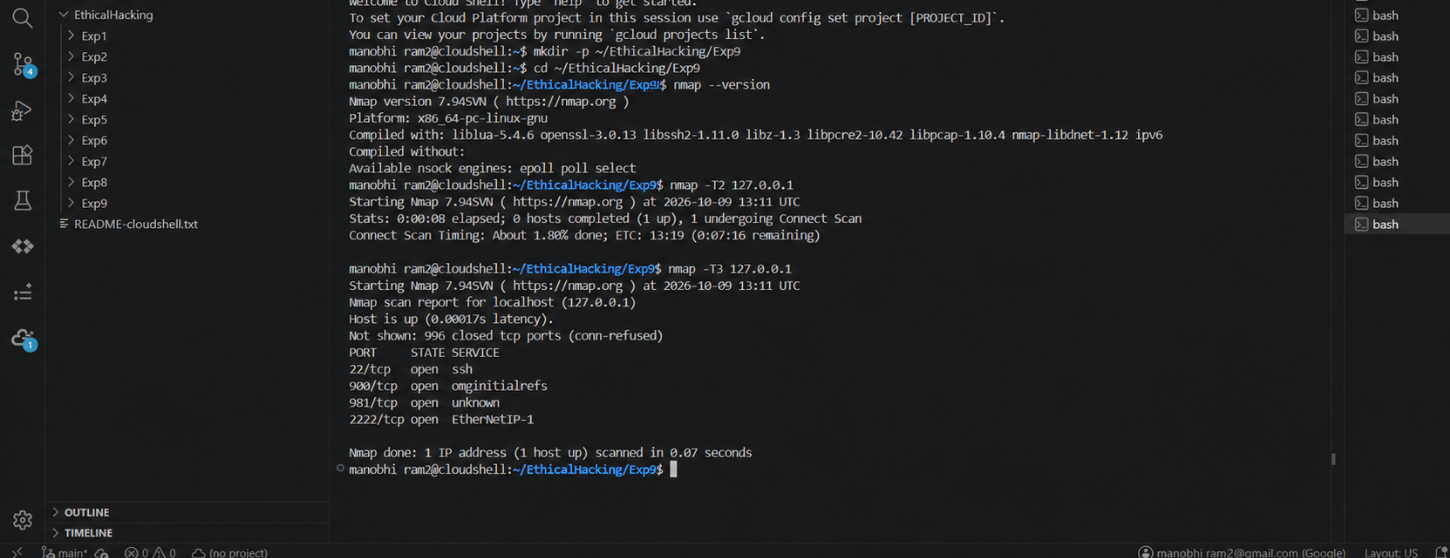 EthicalHacking
Exp1
Exp2
Exp3
Exp4
Exp5
Exp6
Exp7
Exp8
Exp9
README-cloudshell.txt
OUTLINE
TIMELINE
4
1
Welcome to Cloud Shell! Type "help" to get started.
To set your Cloud Platform project in this session use `gcloud config set project [PROJECT_ID]`.
You can view your projects by running `gcloud projects list`.
manobhi ram2@cloudshell:~$ mkdir -p ~/EthicalHacking/Exp9
manobhi ram2@cloudshell:~$ cd ~/EthicalHacking/Exp9
manobhi ram2@cloudshell:~/EthicalHacking/Exp9$ nmap --version
Nmap version 7.94SVN ( https://nmap.org )
Platform: x86_64-pc-linux-gnu
Compiled with: liblua-5.4.6 openssl-3.0.13 libssh2-1.11.0 libz-1.3 libpcre2-10.42 libpcap-1.10.4 nmap-libdnet-1.12 ipv6
Compiled without:
Available nsock engines: epoll poll select
manobhi ram2@cloudshell:~/EthicalHacking/Exp9$ nmap -T2 127.0.0.1
Starting Nmap 7.94SVN ( https://nmap.org ) at 2026-10-09 13:11 UTC
Stats: 0:00:08 elapsed; 0 hosts completed (1 up), 1 undergoing Connect Scan
Connect Scan Timing: About 1.80% done; ETC: 13:19 (0:07:16 remaining)
manobhi ram2@cloudshell:~/EthicalHacking/Exp9$ nmap -T3 127.0.0.1
Starting Nmap 7.94SVN ( https://nmap.org ) at 2026-10-09 13:11 UTC
Nmap scan report for localhost (127.0.0.1)
Host is up (0.00017s latency).
Not shown: 996 closed tcp ports (conn-refused)
PORT     STATE SERVICE
22/tcp   open  ssh
900/tcp  open  omginitialrefs
981/tcp  open  unknown
2222/tcp open  EtherNetIP-1
Nmap done: 1 IP address (1 host up) scanned in 0.07 seconds
manobhi ram2@cloudshell:~/EthicalHacking/Exp9$
bash
bash
bash
bash
bash
bash
bash
bash
bash
bash
bash
main* 0 0 (no project)
manobhi ram2@gmail.com (Google) Layout: US